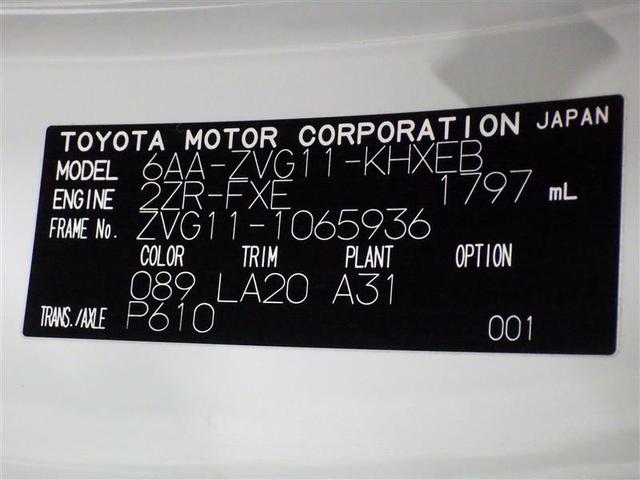 TOYOTA MOTOR CORPORATION JAPAN
MODEL 6AA-ZVG11-KHXEB
ENGINE 2ZR-FXE 1797 mL
FRAME No. ZVG11-1065936
COLOR TRIM PLANT OPTION
089 LA20 A31
TRANS./AXLE P610 001